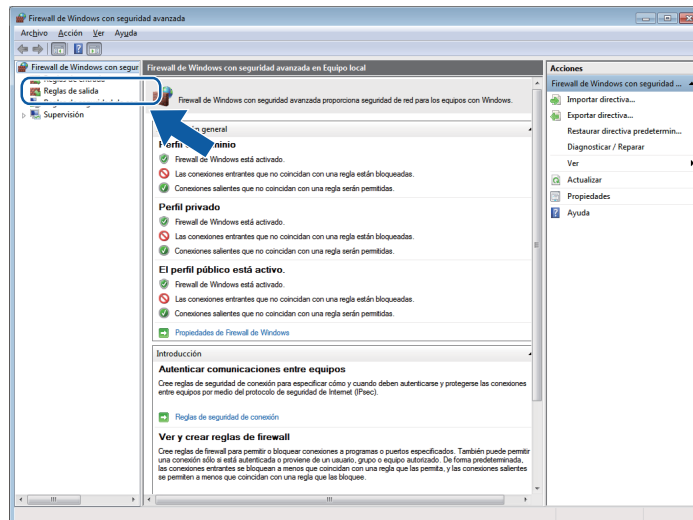 Firewall de Windows con seguridad avanzada
Archivo Acción Ver Ayuda
Firewall de Windows con segur
Reglas de entrada
Reglas de salida
Supervisión
Firewall de Windows con seguridad avanzada en Equipo local
Firewall de Windows con seguridad avanzada proporciona seguridad de red para los equipos con Windows.
general
Perfil
minio
Firewall de Windows está activado.
Las conexiones entrantes que no coincidan con una regla están bloqueadas.
Conexiones salientes que no coincidan con una regla serán permitidas.
Perfil privado
Firewall de Windows está activado.
Las conexiones entrantes que no coincidan con una regla están bloqueadas.
Conexiones salientes que no coincidan con una regla serán permitidas.
El perfil público está activo.
Firewall de Windows está activado.
Las conexiones entrantes que no coincidan con una regla están bloqueadas.
Conexiones salientes que no coincidan con una regla serán permitidas.
Propiedades de Firewall de Windows
Introducción
Autenticar comunicaciones entre equipos
Cree reglas de seguridad de conexión para especificar cómo y cuando deben autenticarse y protegerse las conexiones
entre equipos por medio del protocolo de seguridad de Internet (IPsec).
Reglas de seguridad de conexión
Ver y crear reglas de firewall
Cree reglas de firewall para permitir o bloquear conexiones a programas o puertos especificados. También puede permitir
una conexión sólo si está autenticada o proviene de un usuario, grupo o equipo autorizado. De forma predeterminada,
las conexiones entrantes se bloquean a menos que coincidan con una regla que las permita, y las conexiones salientes
se permiten a menos que coincidan con una regla que las bloquee.
Acciones
Firewall de Windows con seguridad ...
Importar directiva...
Exportar directiva...
Restaurar directiva predetermin...
Diagnosticar / Reparar
Ver
Actualizar
Propiedades
Ayuda